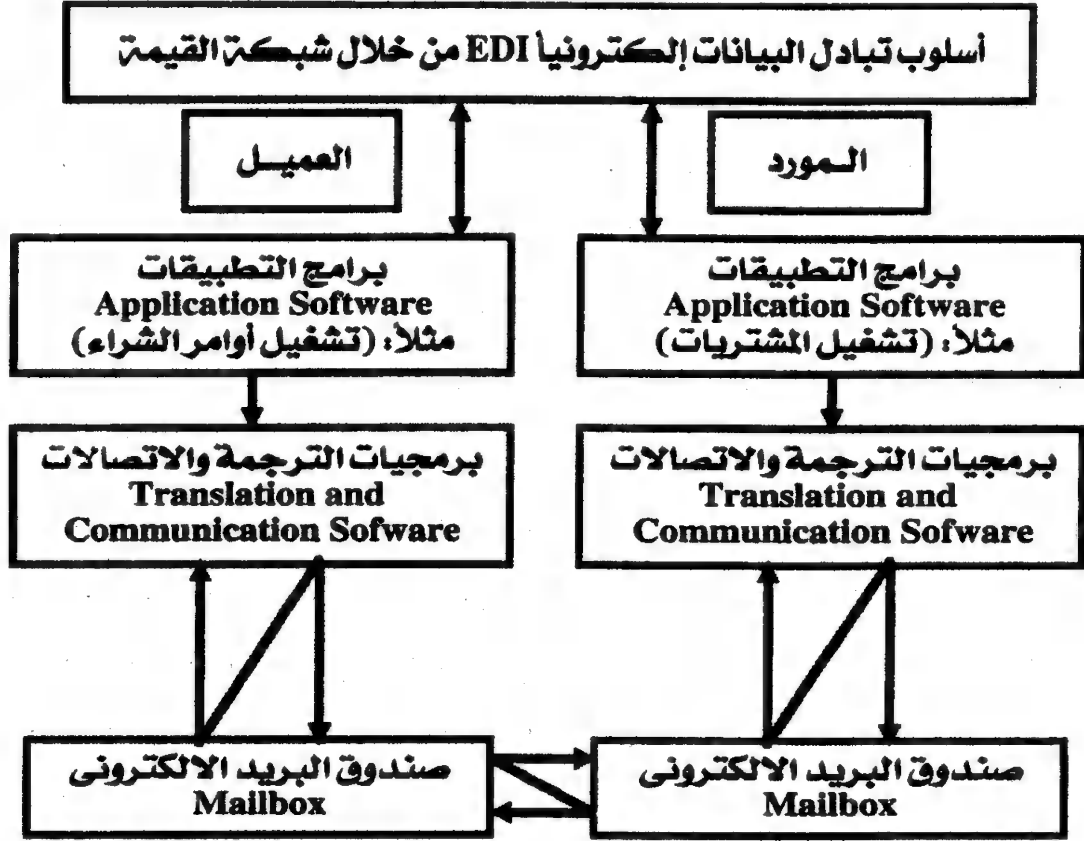 أسلوب تبادل البيانات إلكترونياً EDI من خلال شبكة القيمة
المورد
العميــل
برامج التطبيقات
Application Software
مثلاً: (تشغيل المشتريات)
برامج التطبيقات
Application Software
مثلاً: (تشغيل أوامر الشراء)
برمجيات الترجمة والاتصالات
Translation and
Communication Sofware
برمجيات الترجمة والاتصالات
Translation and
Communication Sofware
صندوق البريد الالكترونى
Mailbox
صندوق البريد الالكترونى
Mailbox